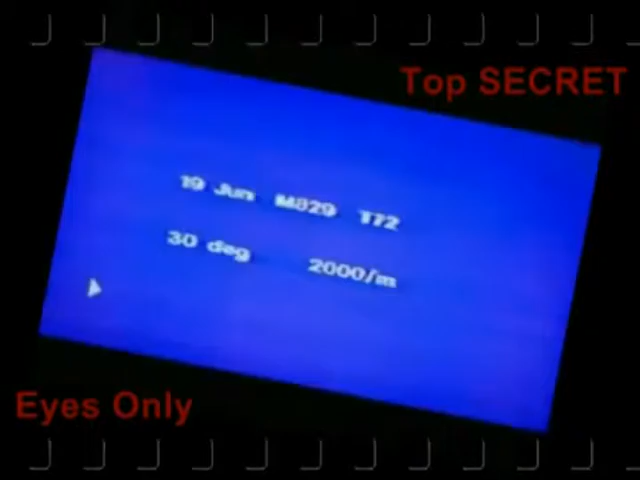 Top SECRET
19 Jun M829 T72
30 deg 2000/m
Eyes Only